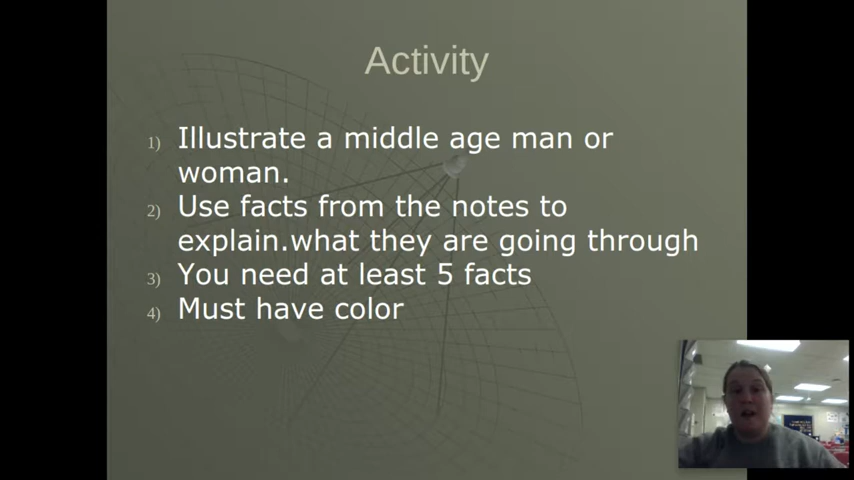 Activity
1) Illustrate a middle age man or
woman.
2) Use facts from the notes to
explain.what they are going through
3) You need at least 5 facts
4) Must have color